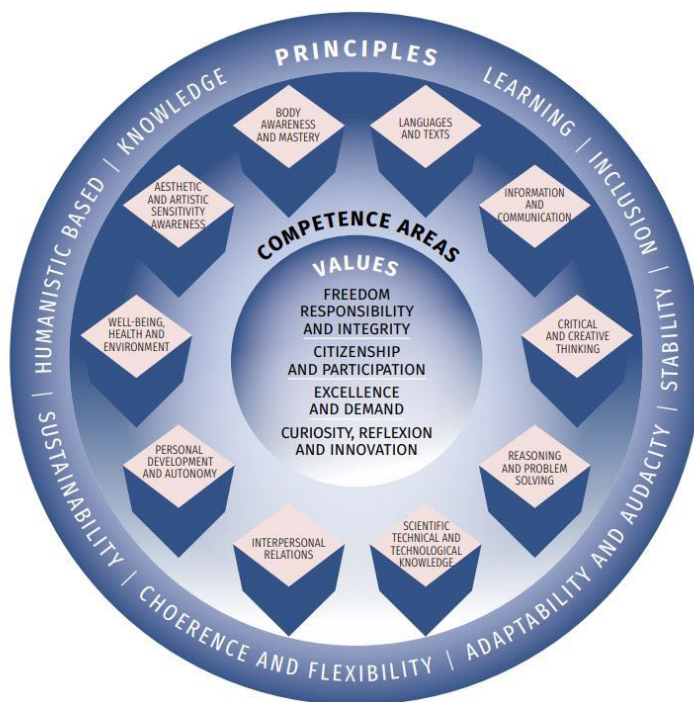 PRINCIPLES
LEARNING | INCLUSION | STABILITY | ADAPTABILITY AND AUDACITY | CHOERENCE AND FLEXIBILITY | SUSTAINABILITY | HUMANISTIC BASED | KNOWLEDGE
BODY
AWARENESS
AND MASTERY
LANGUAGES
AND TEXTS
INFORMATION
AND
COMMUNICATION
CRITICAL
AND CREATIVE
THINKING
REASONING
AND PROBLEM
SOLVING
SCIENTIFIC
TECHNICAL AND
TECHNOLOGICAL
KNOWLEDGE
INTERPERSONAL
RELATIONS
PERSONAL
DEVELOPMENT
AND AUTONOMY
WELL-BEING,
HEALTH AND
ENVIRONMENT
AESTHETIC
AND ARTISTIC
SENSITIVITY
AWARENESS
COMPETENCE AREAS
VALUES
FREEDOM
RESPONSIBILITY
AND INTEGRITY
CITIZENSHIP
AND PARTICIPATION
EXCELLENCE
AND DEMAND
CURIOSITY, REFLEXION
AND INNOVATION